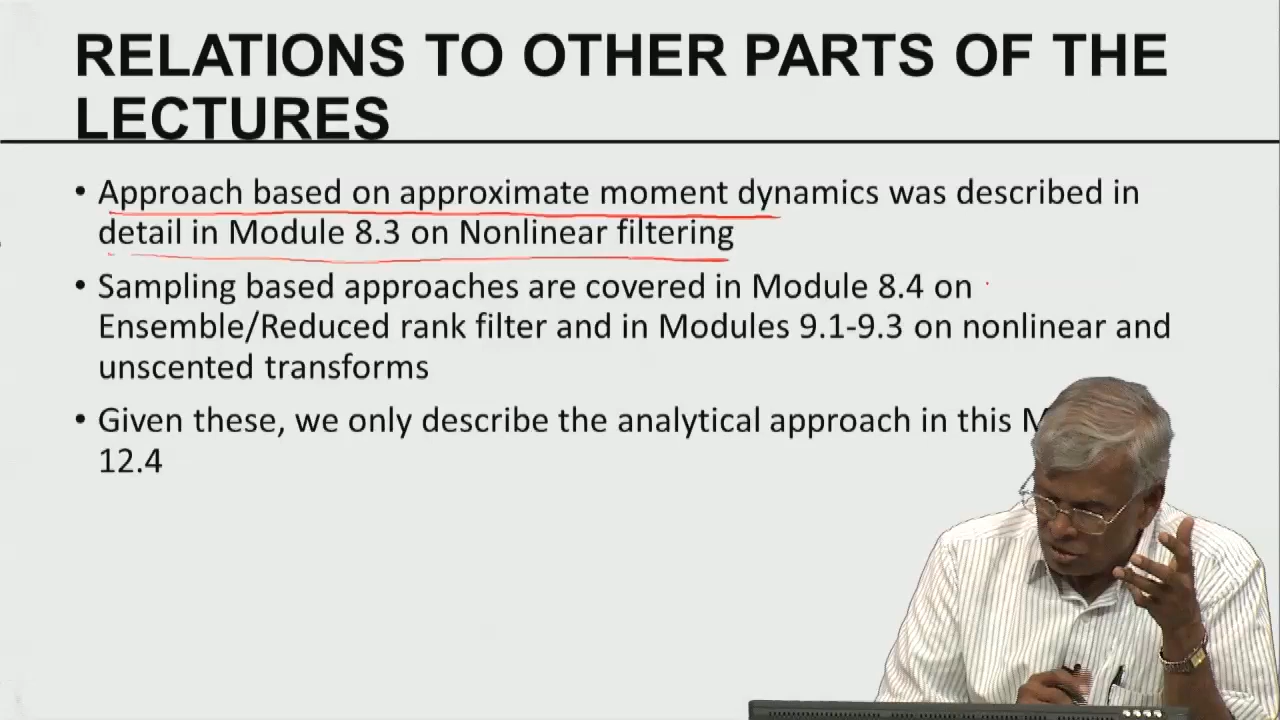 RELATIONS TO OTHER PARTS OF THE
LECTURES
• Approach based on approximate moment dynamics was described in
detail in Module 8.3 on Nonlinear filtering
• Sampling based approaches are covered in Module 8.4 on
Ensemble/Reduced rank filter and in Modules 9.1-9.3 on nonlinear and
unscented transforms
• Given these, we only describe the analytical approach in this
12.4